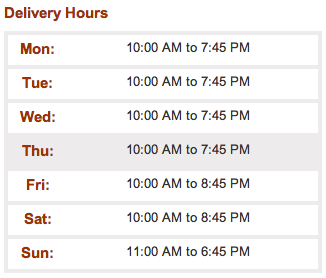 Delivery Hours
Mon: 10:00 AM to 7:45 PM
Tue: 10:00 AM to 7:45 PM
Wed: 10:00 AM to 7:45 PM
Thu: 10:00 AM to 7:45 PM
Fri: 10:00 AM to 8:45 PM
Sat: 10:00 AM to 8:45 PM
Sun: 11:00 AM to 6:45 PM